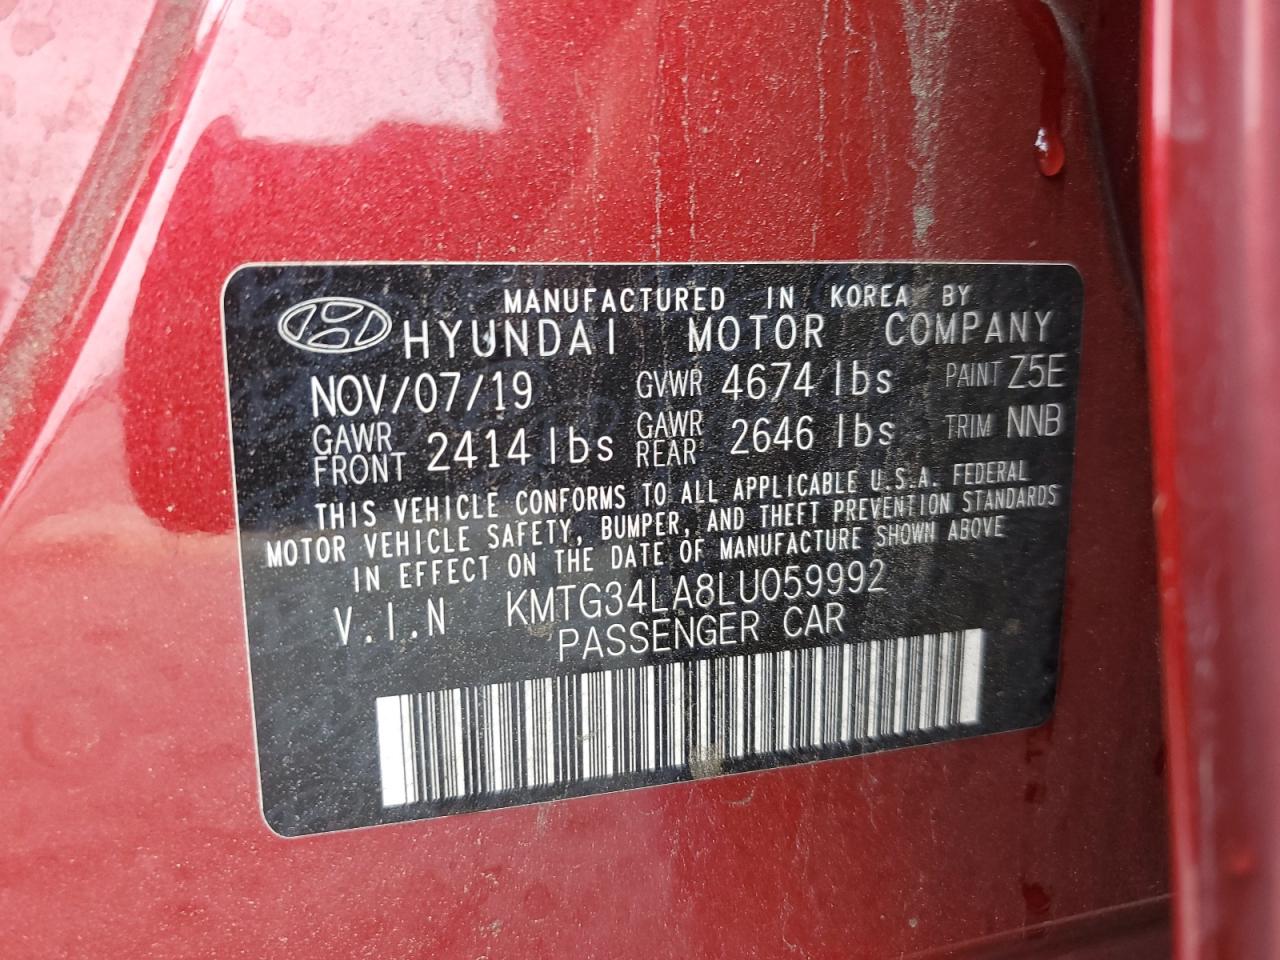 MANUFACTURED IN KOREA BY
HYUNDAI MOTOR COMPANY
NOV/07/19 GVWR 4674 lbs PAINT Z5E
GAWR FRONT 2414 lbs GAWR REAR 2646 lbs TRIM NNB
THIS VEHICLE CONFORMS TO ALL APPLICABLE U.S.A. FEDERAL
MOTOR VEHICLE SAFETY, BUMPER, AND THEFT PREVENTION STANDARDS
IN EFFECT ON THE DATE OF MANUFACTURE SHOWN ABOVE
V.I.N KMTG34LA8LU059992
PASSENGER CAR